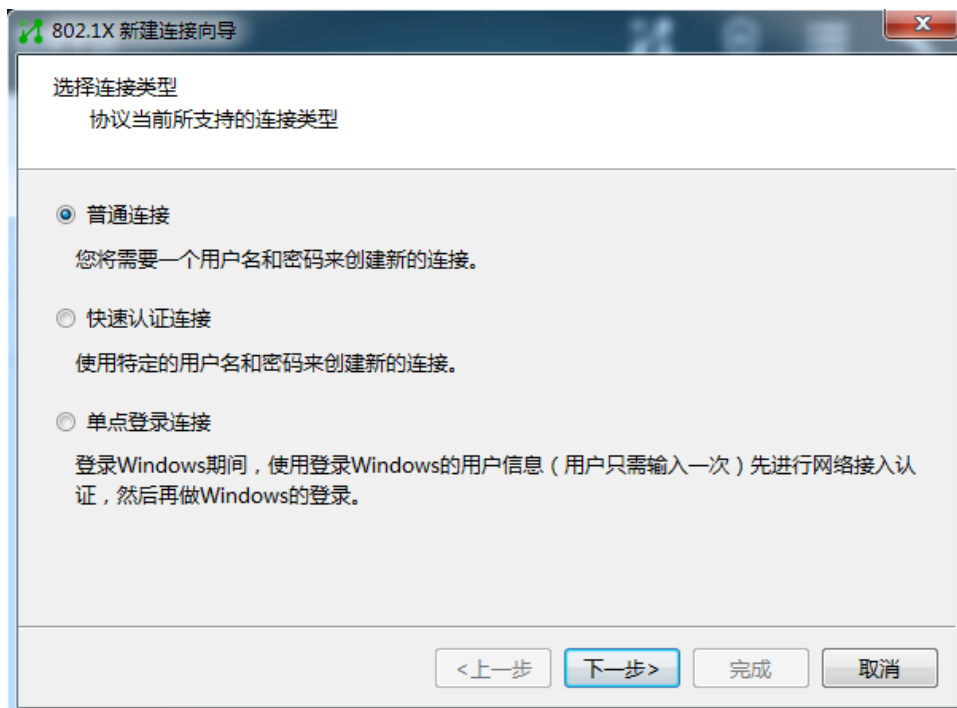 802.1X 新建连接向导
选择连接类型
协议当前所支持的连接类型
普通连接
您将需要一个用户名和密码来创建新的连接。
快速认证连接
使用特定的用户名和密码来创建新的连接。
单点登录连接
登录Windows期间，使用登录Windows的用户信息（用户只需输入一次）先进行网络接入认
证，然后再做Windows的登录。
<上一步
下一步>
完成
取消